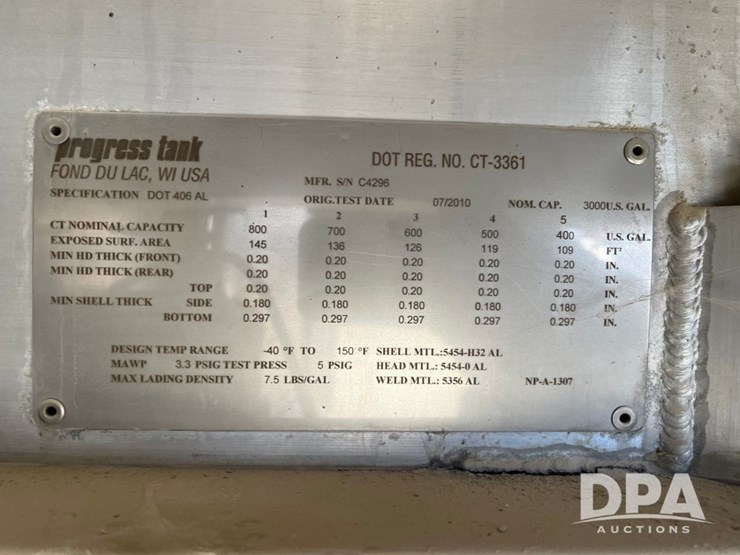 progress tank
FOND DU LAC, WI USA
DOT REG. NO. CT-3361
MFR. S/N C4296
SPECIFICATION DOT 406 AL ORIG.TEST DATE 07/2010 NOM. CAP. 3000U.S. GAL.
1 2 3 4 5
CT NOMINAL CAPACITY 800 700 600 500 400 U.S. GAL.
EXPOSED SURF. AREA 145 136 126 119 109 FT²
MIN HD THICK (FRONT) 0.20 0.20 0.20 0.20 0.20 IN.
MIN HD THICK (REAR) 0.20 0.20 0.20 0.20 0.20 IN.
TOP 0.20 0.20 0.20 0.20 0.20 IN.
MIN SHELL THICK SIDE 0.180 0.180 0.180 0.180 0.180 IN.
BOTTOM 0.297 0.297 0.297 0.297 0.297 IN.
DESIGN TEMP RANGE -40 °F TO 150 °F SHELL MTL.:5454-H32 AL
MAWP 3.3 PSIG TEST PRESS 5 PSIG HEAD MTL.: 5454-0 AL
MAX LADING DENSITY 7.5 LBS/GAL WELD MTL.: 5356 AL NP-A-1307
DPA
AUCTIONS